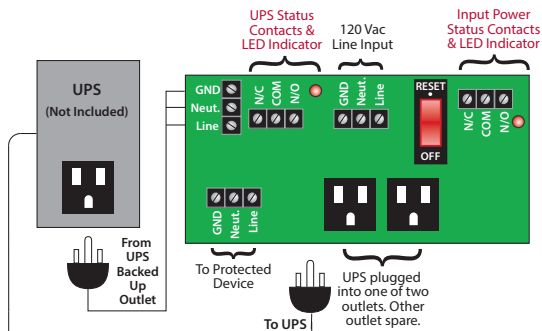 UPS Status
Contacts &
LED Indicator
120 Vac
Line Input
Input Power
Status Contacts
& LED Indicator
UPS
(Not Included)
GND
Neut.
Line
N/C
COM
N/O
GND
Neut.
Line
RESET
OFF
N/C
COM
N/O
GND
Neut.
Line
From
UPS
Backed
Up
Outlet
To Protected
Device
UPS plugged
into one of two
outlets. Other
outlet spare.
To UPS